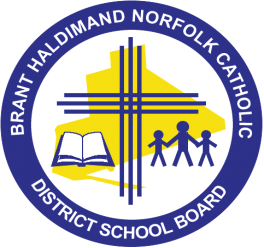 BRANT HALDIMAND NORFOLK CATHOLIC
DISTRICT SCHOOL BOARD